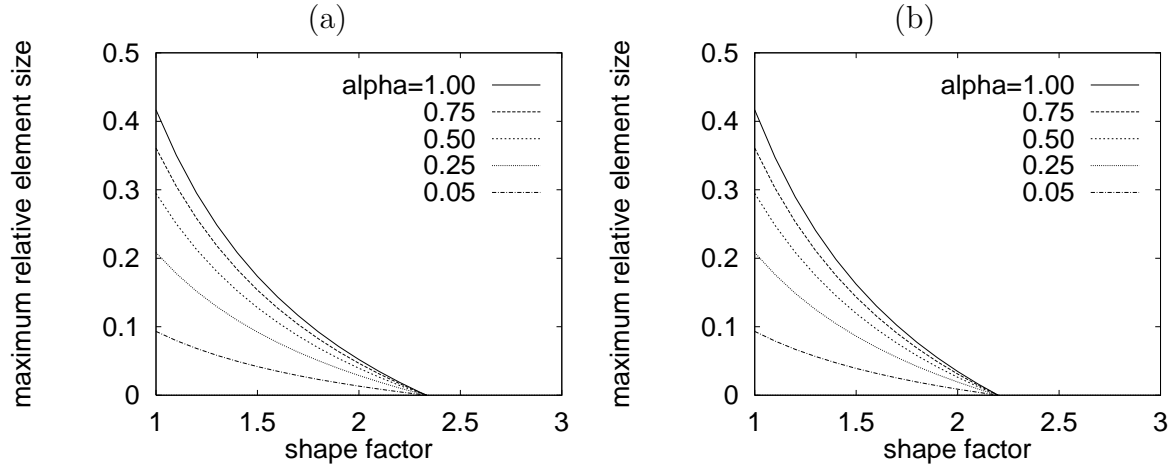 (a)
maximum relative element size
0.5
0.4
0.3
0.2
0.1
0
alpha=1.00
0.75
0.50
0.25
0.05
1 1.5 2 2.5 3
shape factor
(b)
maximum relative element size
0.5
0.4
0.3
0.2
0.1
0
alpha=1.00
0.75
0.50
0.25
0.05
1 1.5 2 2.5 3
shape factor